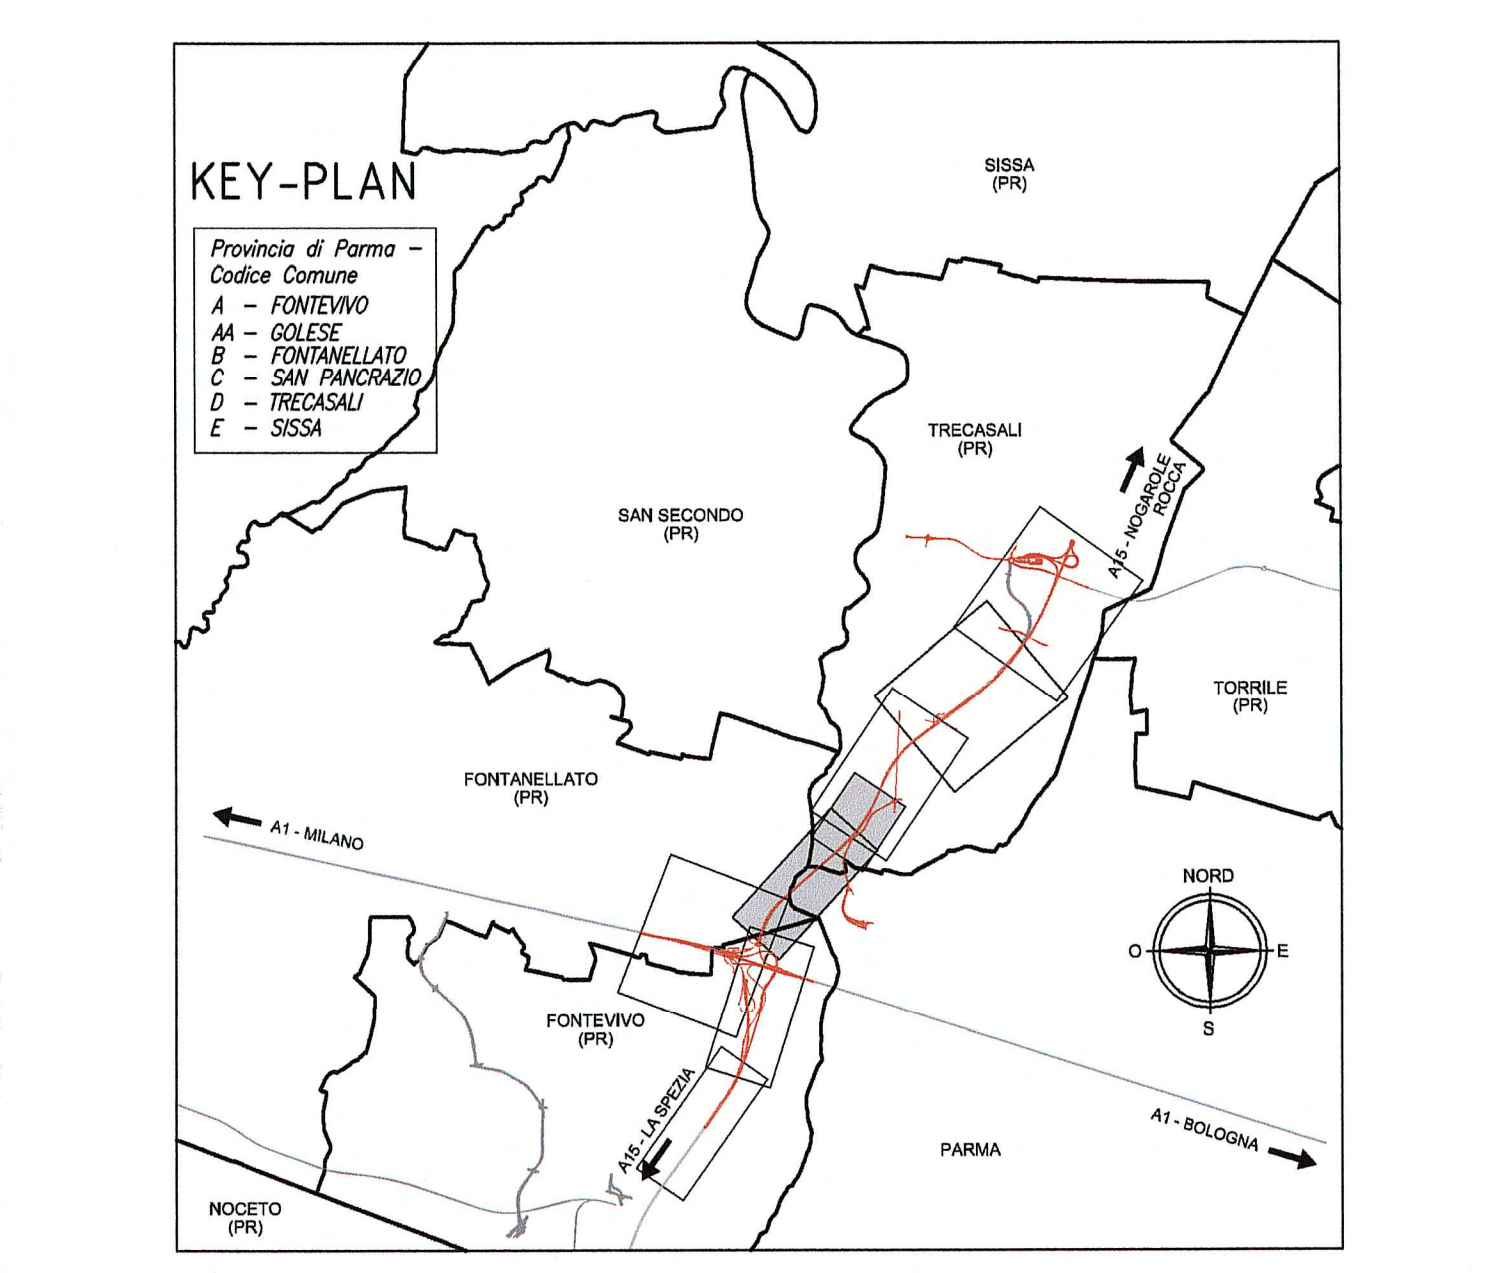 KEY-PLAN
Provincia di Parma -
Codice Comune
A - FONTEVIVO
AA - GOLESE
B - FONTANELLATO
C - SAN PANCRAZIO
D - TRECASALI
E - SISSA
SISSA
(PR)
TRECASALI
(PR)
A15 - NOGAROLE
ROCCA
SAN SECONDO
(PR)
TORRILE
(PR)
FONTANELLATO
(PR)
A1 - MILANO
NORD
O
E
S
FONTEVIVO
(PR)
A15 - LA SPEZIA
A1 - BOLOGNA
PARMA
NOCETO
(PR)